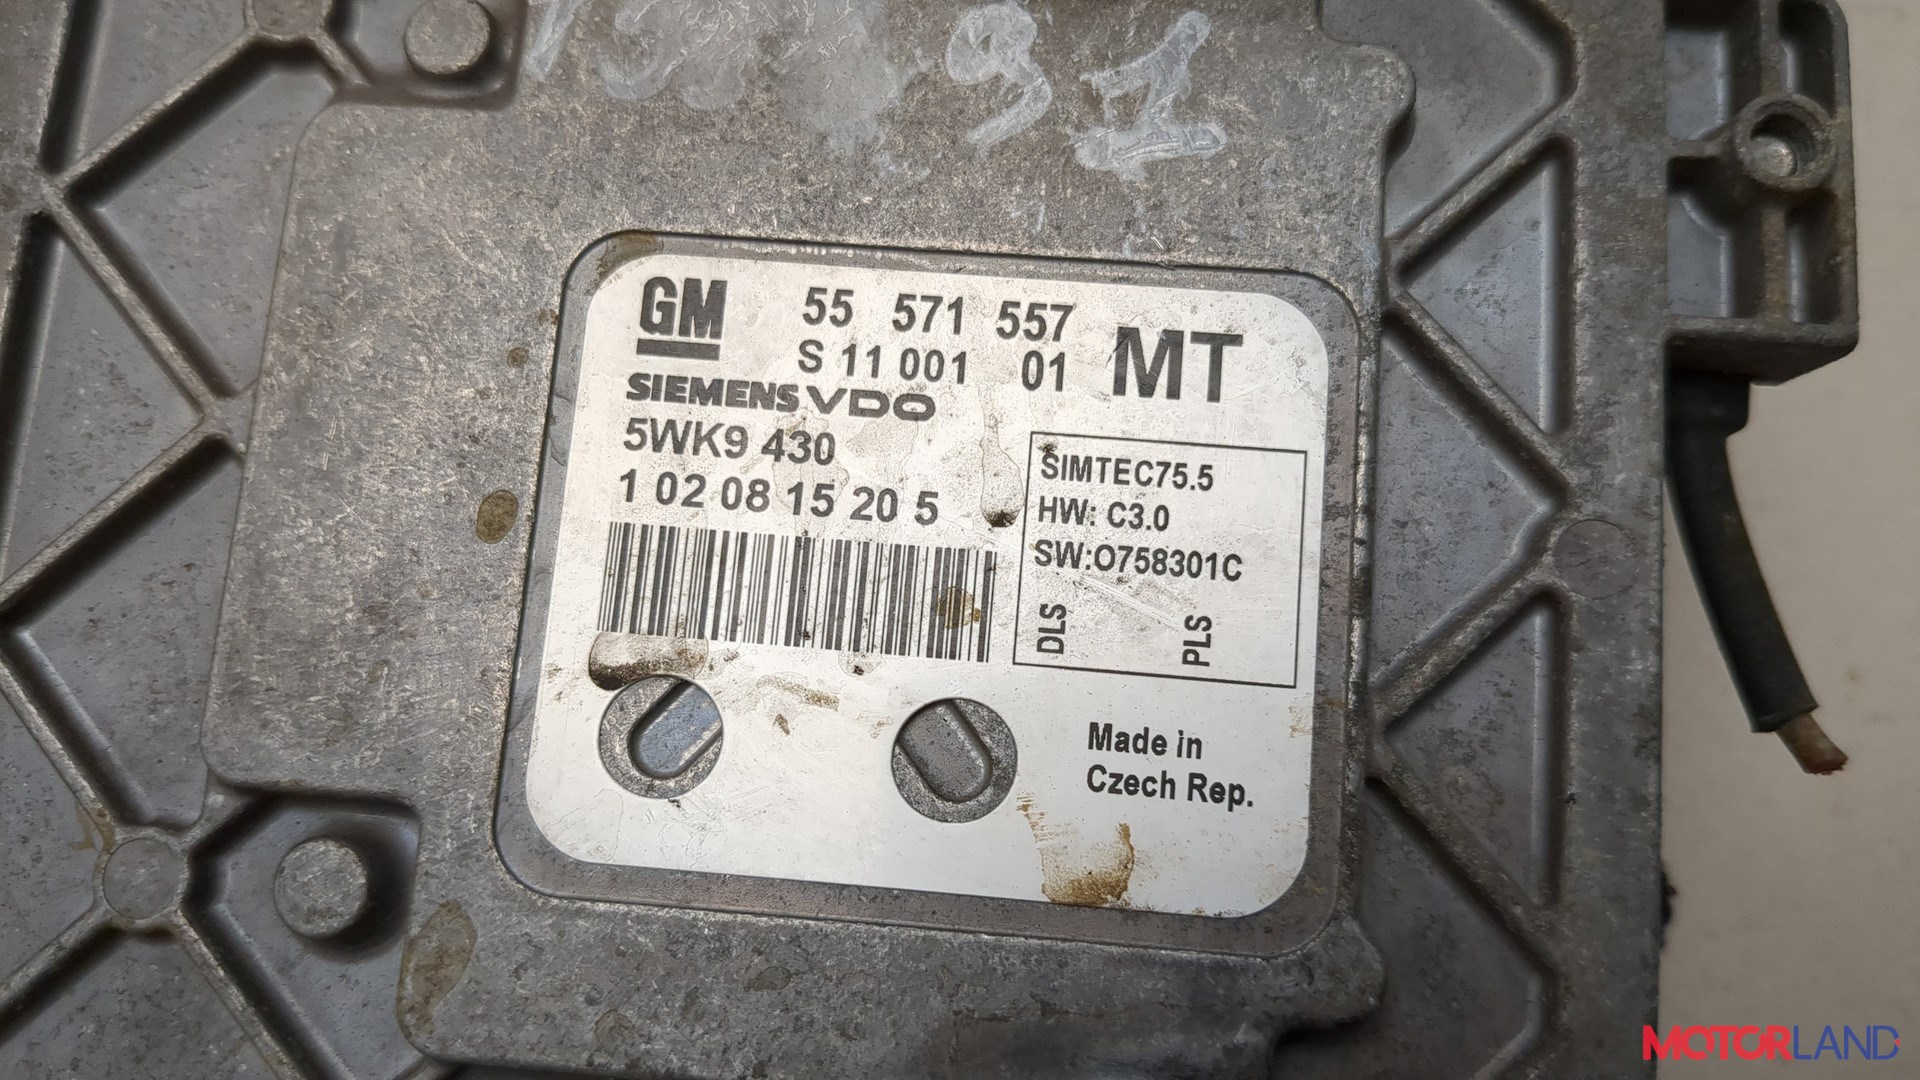 91
GM
55 571 557
S 11 001 01
MT
SIEMENS VDO
5WK9 430
1 02 08 15 20 5
SIMTEC75.5
HW: C3.0
SW:O758301C
DLS
PLS
Made in
Czech Rep.
MOTORLAND